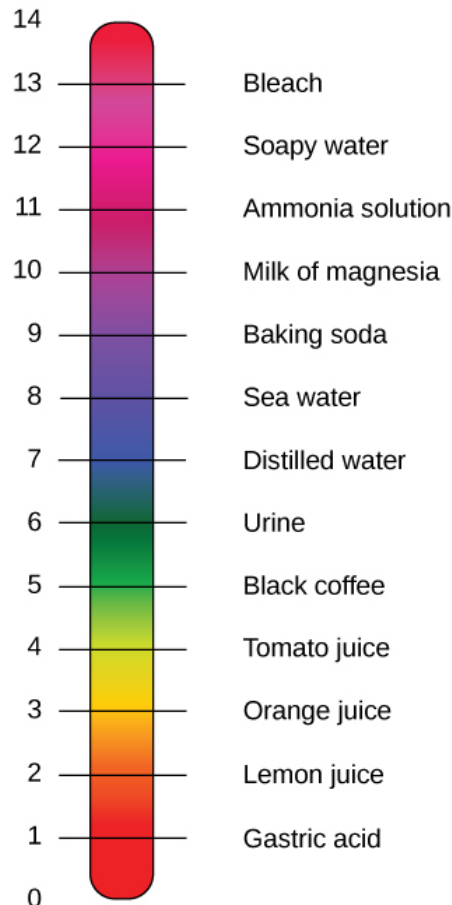 14
13 Bleach
12 Soapy water
11 Ammonia solution
10 Milk of magnesia
9 Baking soda
8 Sea water
7 Distilled water
6 Urine
5 Black coffee
4 Tomato juice
3 Orange juice
2 Lemon juice
1 Gastric acid
0